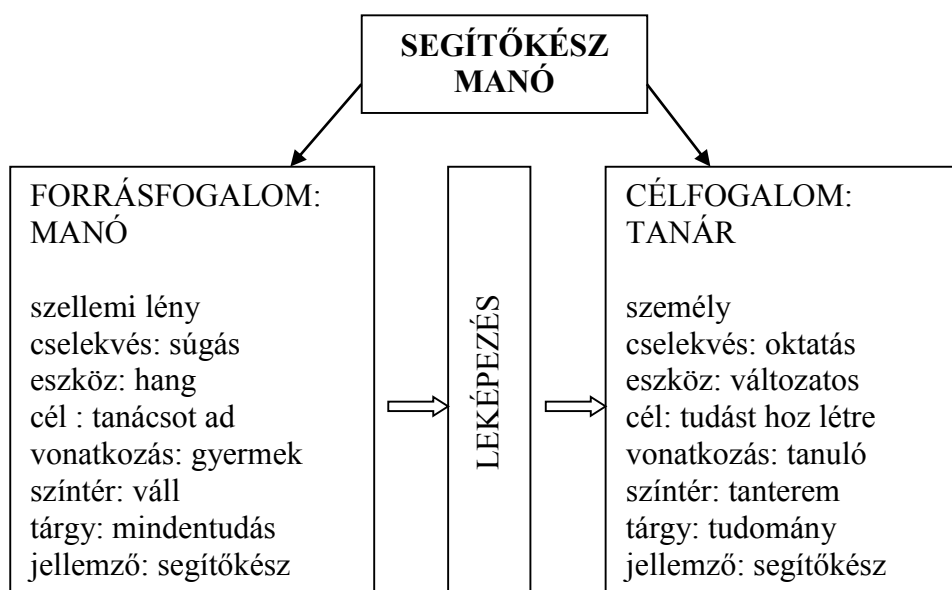 SEGÍTŐKÉSZ
MANÓ
FORRÁSFOGALOM:
MANÓ
szellemi lény
cselekvés: súgás
eszköz: hang
cél : tanácsot ad
vonatkozás: gyermek
színtér: váll
tárgy: mindentudás
jellemző: segítőkész
LEKÉPEZÉS
CÉLFOGALOM:
TANÁR
személy
cselekvés: oktatás
eszköz: változatos
cél: tudást hoz létre
vonatkozás: tanuló
színtér: tanterem
tárgy: tudomány
jellemző: segítőkész